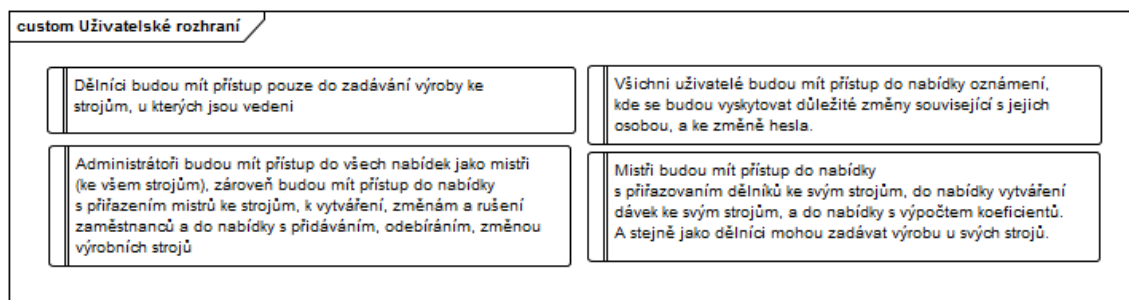 custom Uživatelské rozhraní
Dělníci budou mít přístup pouze do zadávání výroby ke
strojům, u kterých jsou vedeni
Všichni uživatelé budou mít přístup do nabídky oznámení,
kde se budou vyskytovat důležité změny související s jejich
osobou, a ke změně hesla.
Administrátoři budou mít přístup do všech nabídek jako mistři
(ke všem strojům), zároveň budou mít přístup do nabídky
s přiřazením mistrů ke strojům, k vytváření, změnám a rušení
zaměstnanců a do nabídky s přidáváním, odebíráním, změnou
výrobních strojů
Mistři budou mít přístup do nabídky
s přiřazovaním dělníků ke svým strojům, do nabídky vytváření
dávek ke svým strojům, a do nabídky s výpočtem koeficientů.
A stejně jako dělníci mohou zadávat výrobu u svých strojů.